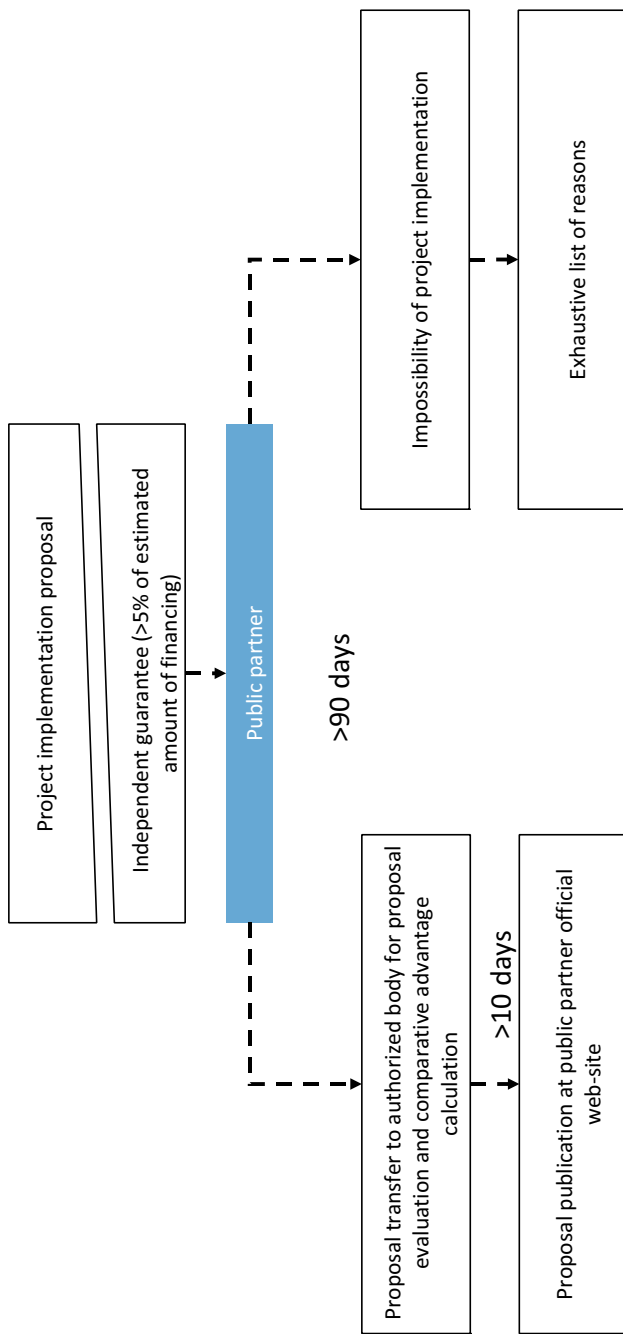 Project implementation proposal
Independent guarantee (>5% of estimated
amount of financing)
Public partner
>90 days
Proposal transfer to authorized body for proposal
evaluation and comparative advantage
calculation
>10 days
Proposal publication at public partner official
web-site
Impossibility of project implementation
Exhaustive list of reasons